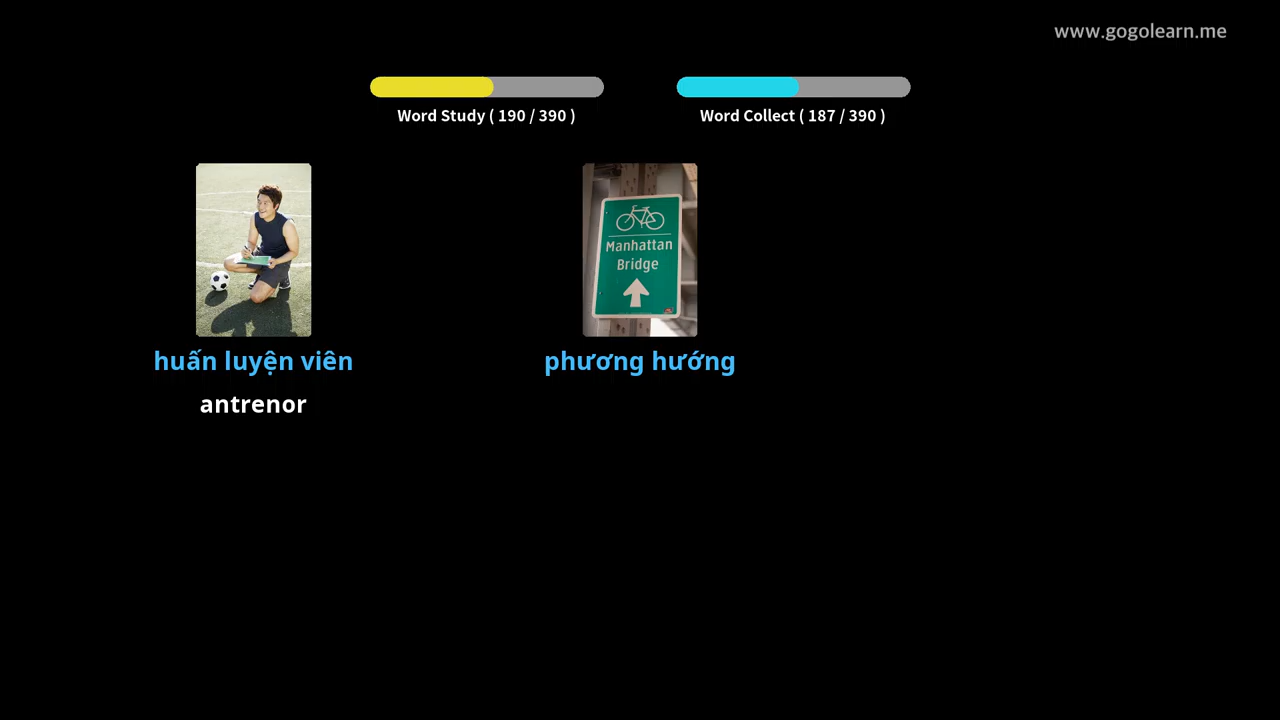 www.gogolearn.me
Word Study ( 190 / 390 )
Word Collect ( 187 / 390 )
Manhattan
Bridge
huấn luyện viên
phương hướng
antrenor